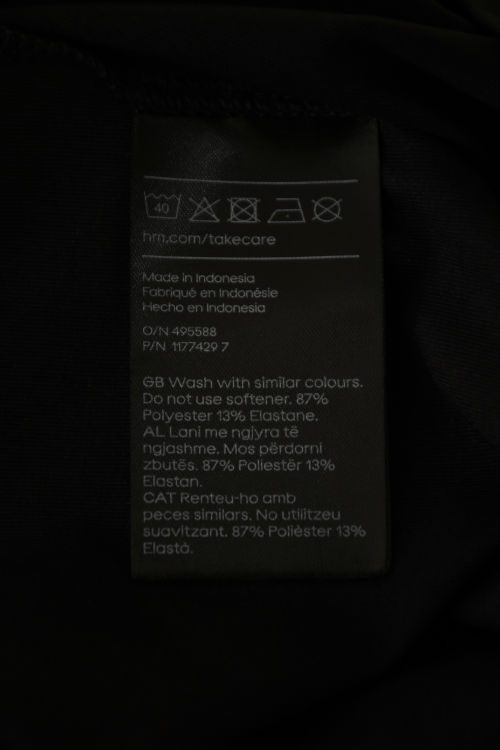 40
hm.com/takecare
Made in Indonesia
Fabriqué en Indonésie
Hecho en Indonesia
O/N 495588
P/N 1177429 7
GB Wash with similar colours.
Do not use softener. 87%
Polyester 13% Elastane.
AL Lani me ngjyra të
ngjashme. Mos përdorni
zbutës. 87% Poliestër 13%
Elastan.
CAT Renteu-ho amb
peces similars. No utilitzeu
suavitzant. 87% Polièster 13%
Elastà.